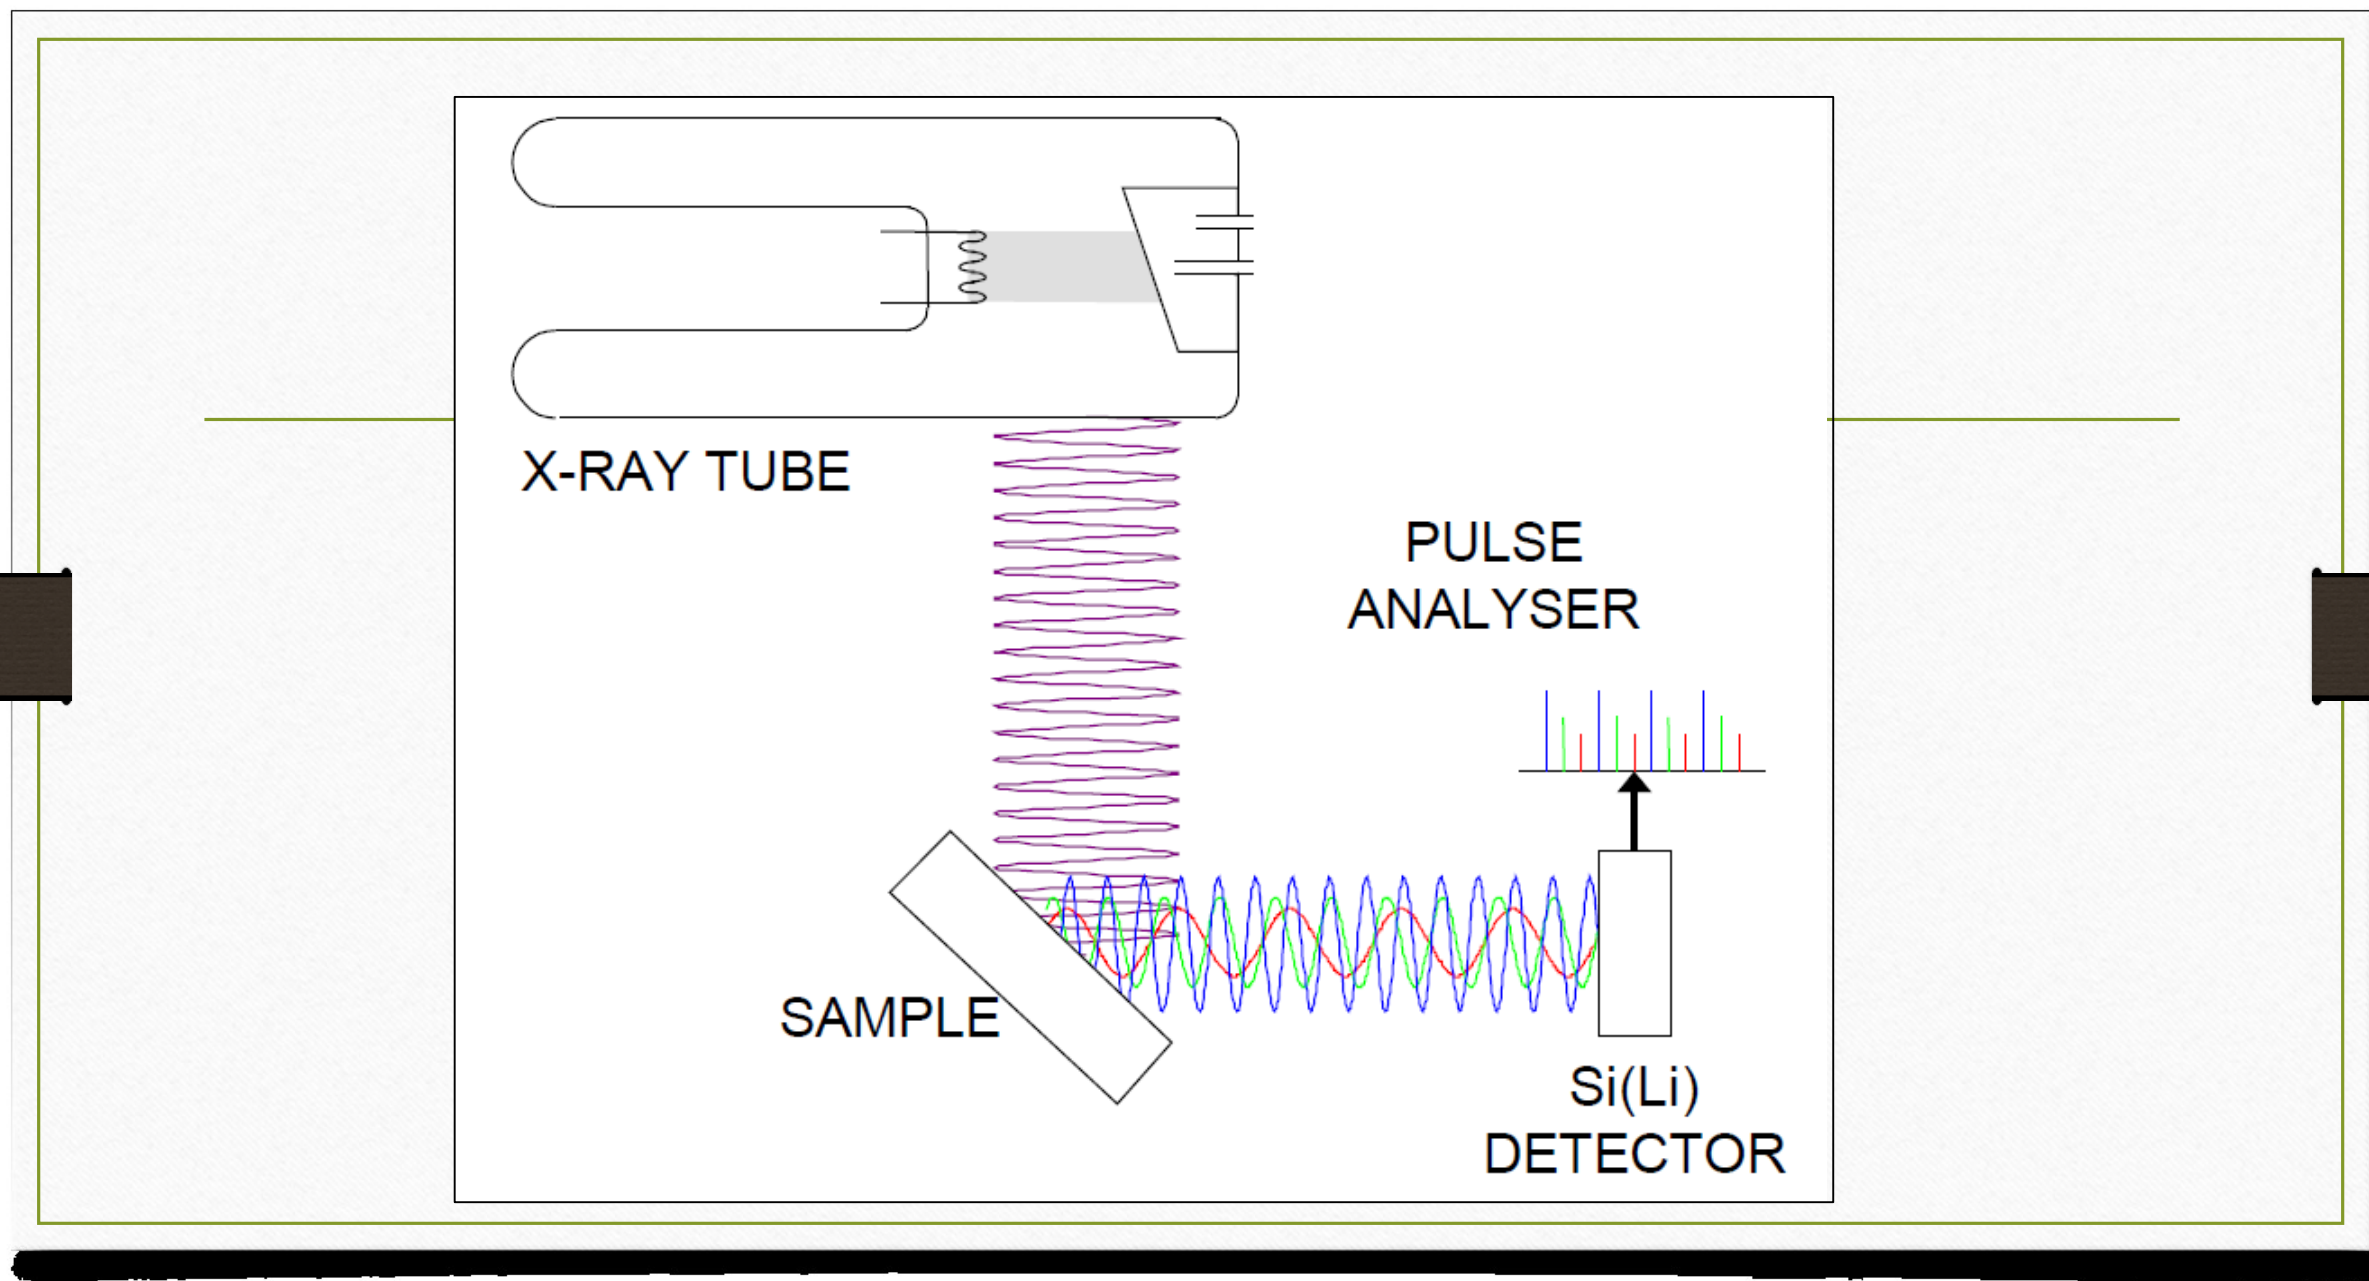 X-RAY TUBE
PULSE
ANALYSER
SAMPLE
Si(Li)
DETECTOR